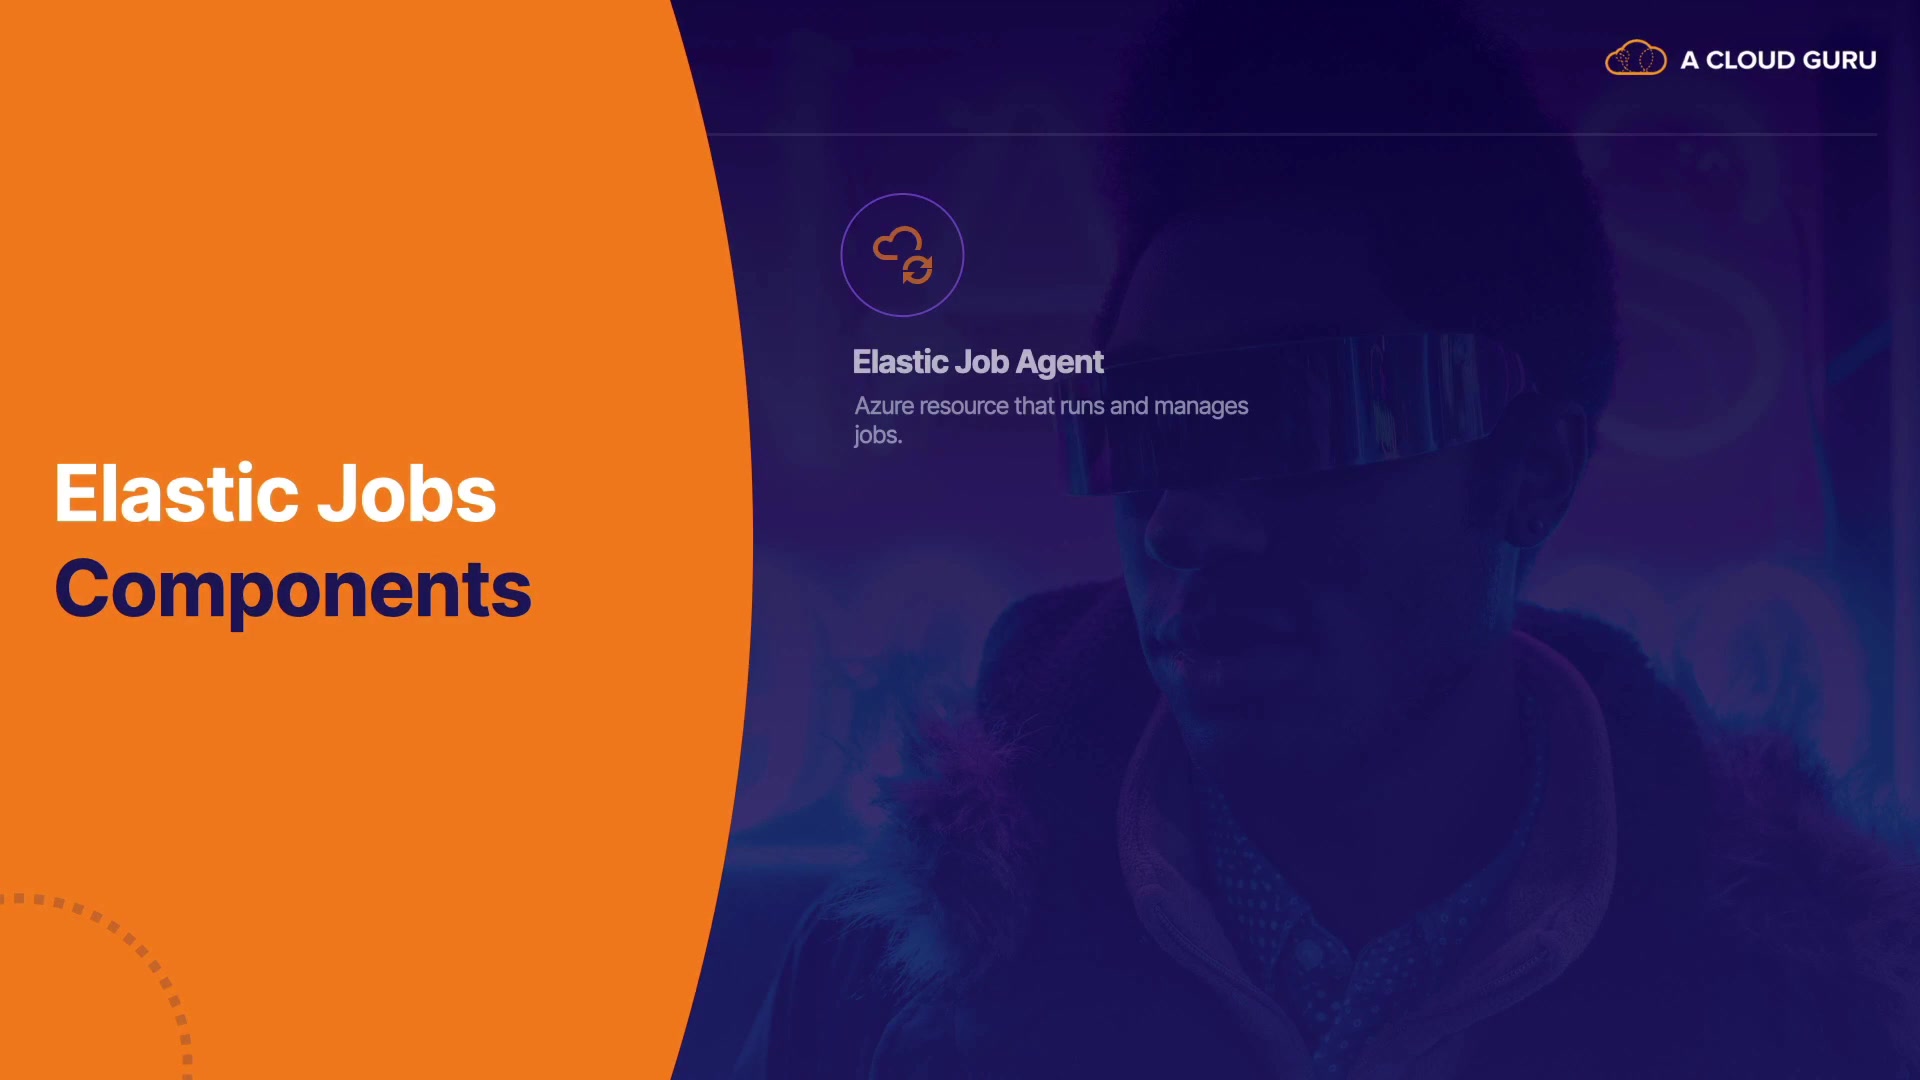 A CLOUD GURU
Elastic Jobs
Components
Elastic Job Agent
Azure resource that runs and manages
jobs.